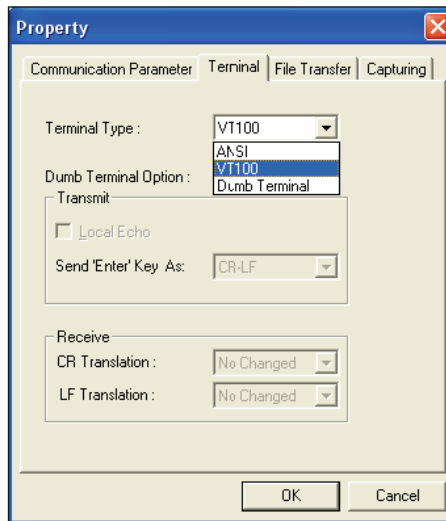 Property
Communication Parameter Terminal File Transfer Capturing
Terminal Type : VT100
ANSI
VT100
Dumb Terminal
Dumb Terminal Option :
Transmit
Local Echo
Send 'Enter' Key As: CR-LF
Receive
CR Translation : No Changed
LF Translation : No Changed
OK Cancel